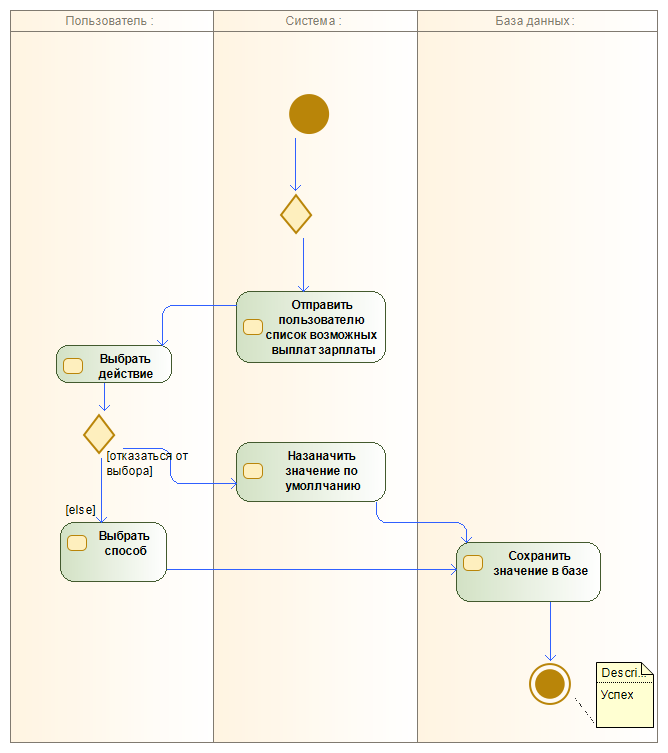 Пользователь :
Система :
База данных :
Отправить
пользователю
список возможных
выплат зарплаты
Выбрать
действие
[отказаться от
выбора]
Назаначить
значение по
умоллчанию
[else]
Выбрать
способ
Сохранить
значение в базе
Descri...
Успех